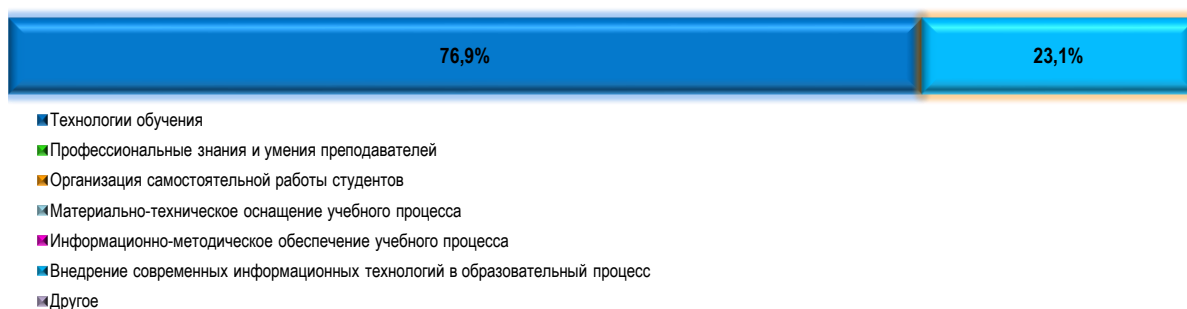 76,9% 23,1%
Технологии обучения
Профессиональные знания и умения преподавателей
Организация самостоятельной работы студентов
Материально-техническое оснащение учебного процесса
Информационно-методическое обеспечение учебного процесса
Внедрение современных информационных технологий в образовательный процесс
Другое